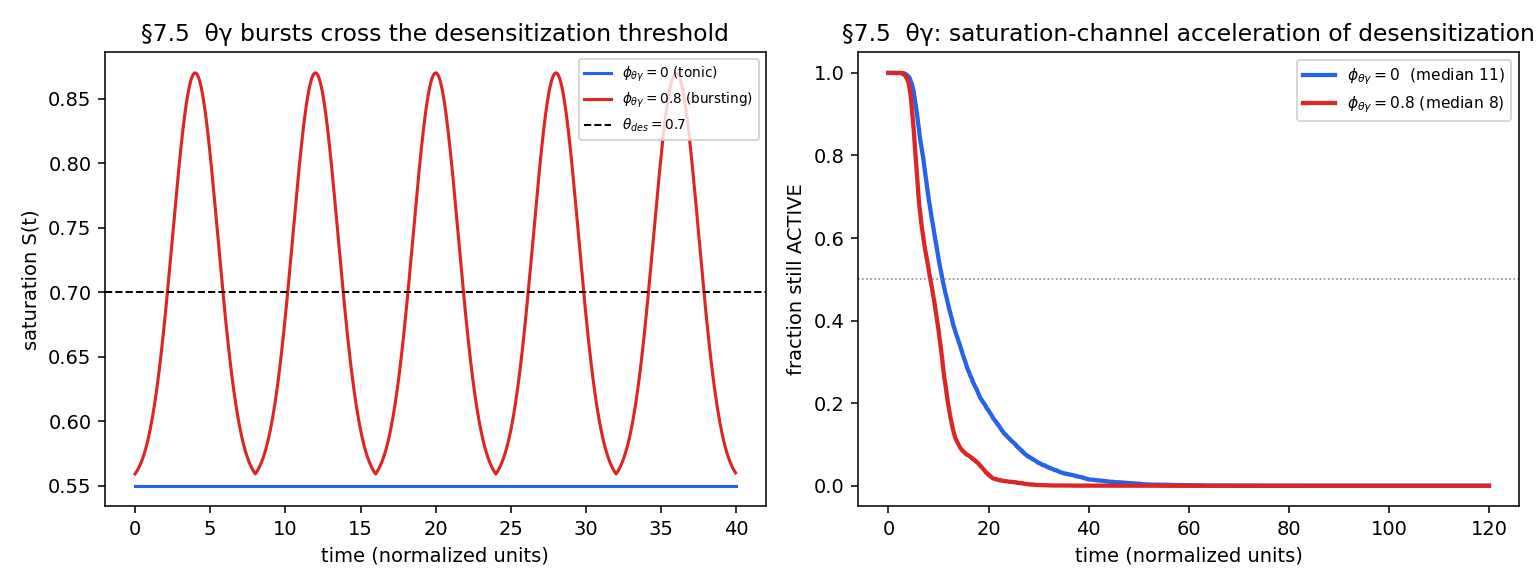 §7.5  θγ bursts cross the desensitization threshold
saturation S(t)
0.85
0.80
0.75
0.70
0.65
0.60
0.55
ϕθγ = 0 (tonic)
ϕθγ = 0.8 (bursting)
θdes = 0.7
0 5 10 15 20 25 30 35 40
time (normalized units)
§7.5  θγ: saturation-channel acceleration of desensitization
fraction still ACTIVE
1.0
0.8
0.6
0.4
0.2
0.0
ϕθγ = 0  (median 11)
ϕθγ = 0.8 (median 8)
0 20 40 60 80 100 120
time (normalized units)